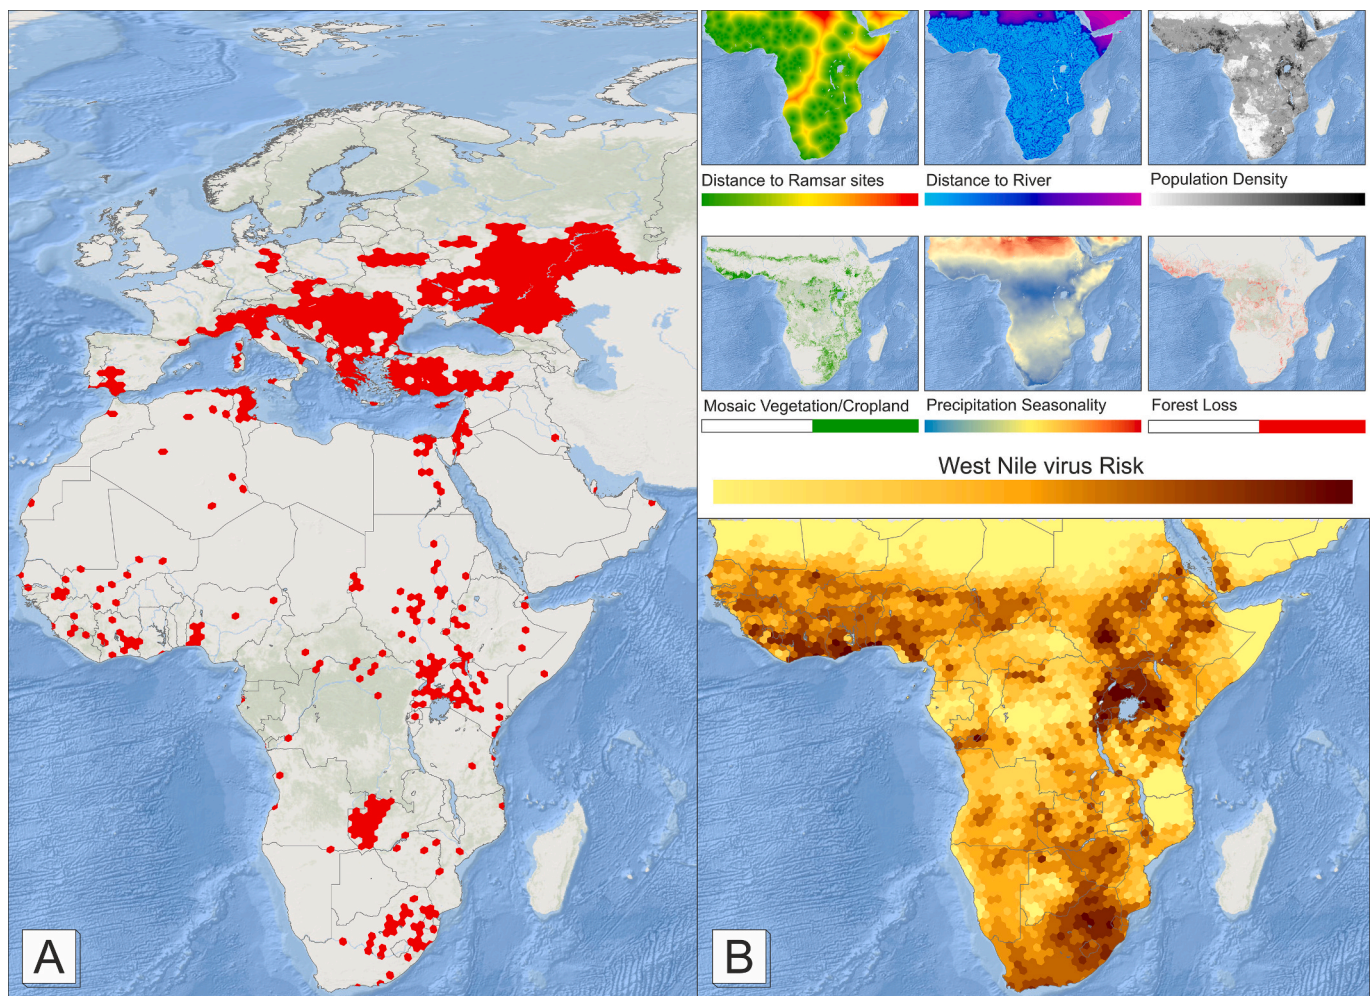 Distance to Ramsar sites
Distance to River
Population Density
Mosaic Vegetation/Cropland
Precipitation Seasonality
Forest Loss
West Nile virus Risk
A
B